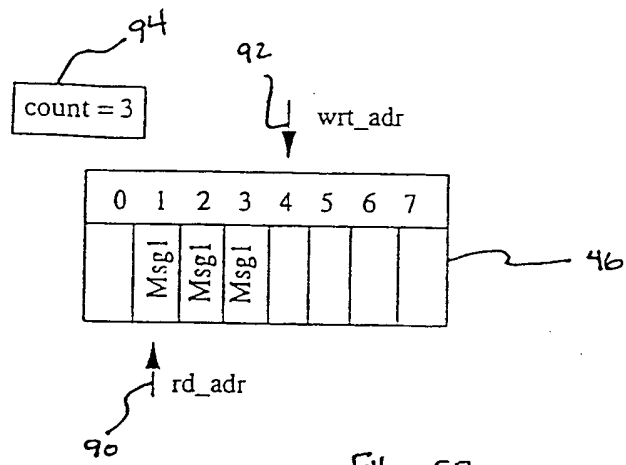 94
92
count = 3
wrt_adr
0 1 2 3 4 5 6 7
Msg1 Msg1 Msg1
46
rd_adr
90